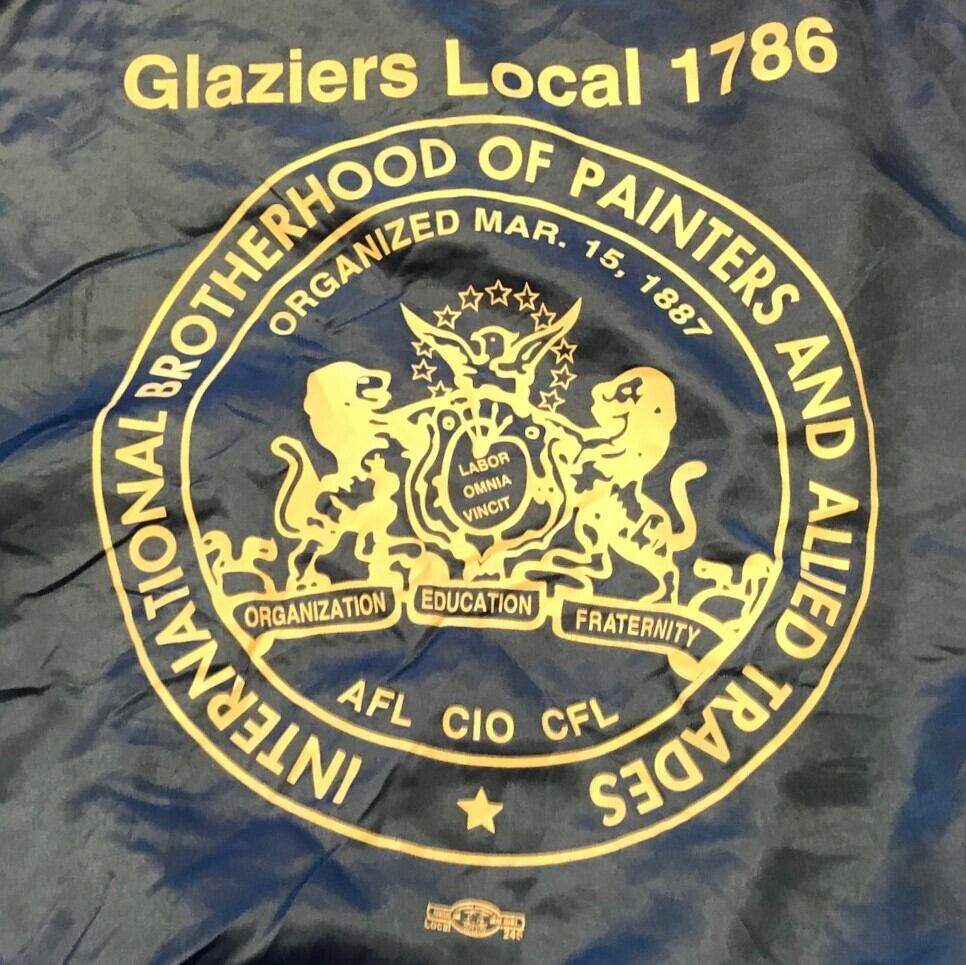 Glaziers Local 1786
INTERNATIONAL BROTHERHOOD OF PAINTERS AND ALLIED TRADES
ORGANIZED MAR. 15, 1887
LABOR
OMNIA
VINCIT
ORGANIZATION EDUCATION FRATERNITY
AFL CIO CFL
LOCAL